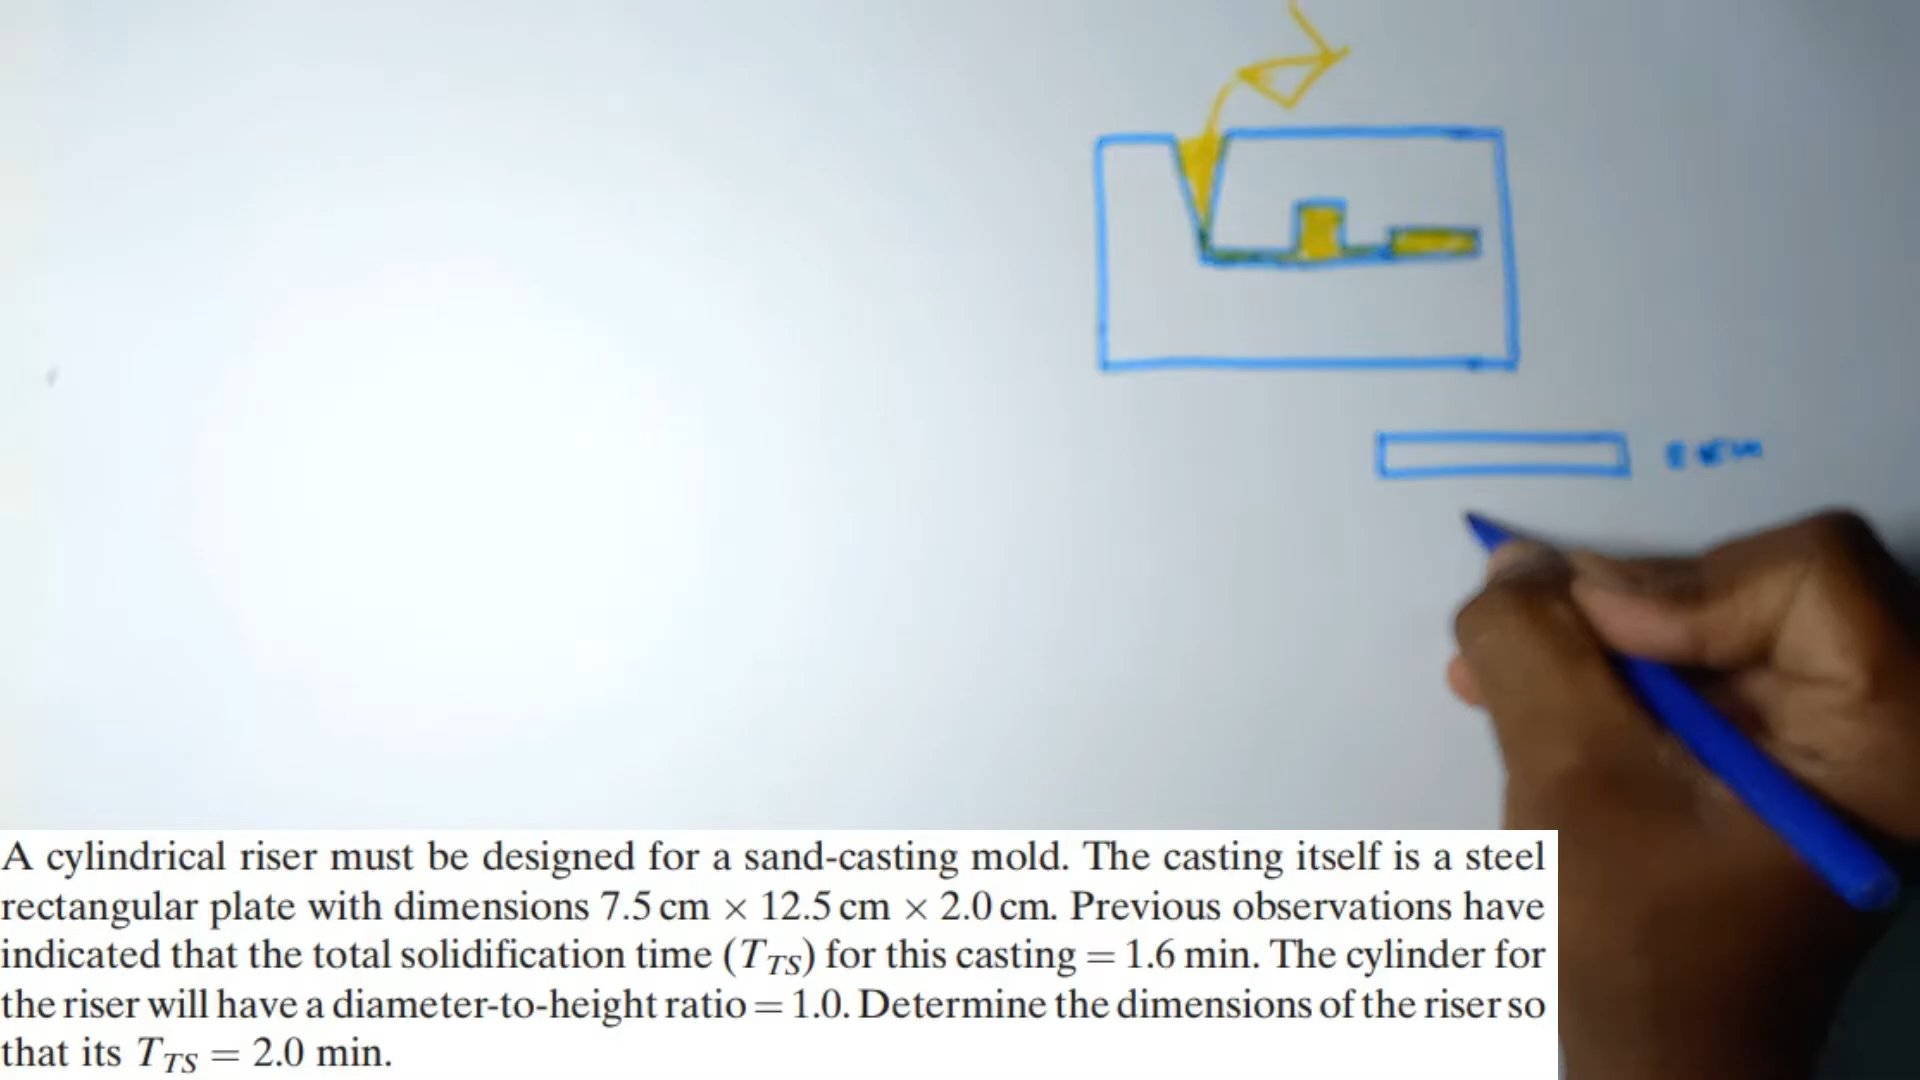 A cylindrical riser must be designed for a sand-casting mold. The casting itself is a steel
rectangular plate with dimensions 7.5 cm × 12.5 cm × 2.0 cm. Previous observations have
indicated that the total solidification time (T_TS) for this casting = 1.6 min. The cylinder for
the riser will have a diameter-to-height ratio = 1.0. Determine the dimensions of the riser so
that its T_TS = 2.0 min.